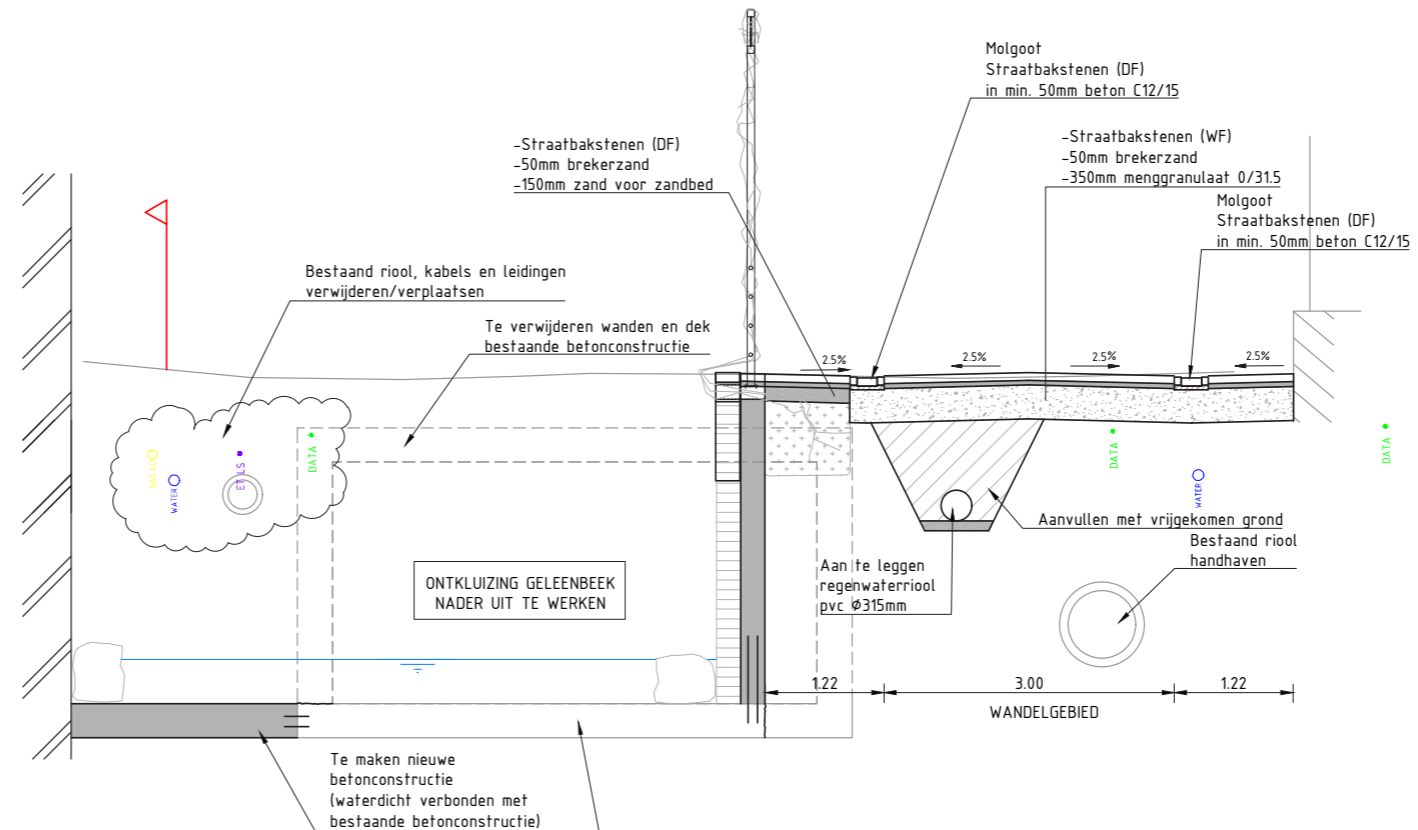 Molgoot
Straatbakstenen (DF)
in min. 50mm beton C12/15
-Straatbakstenen (DF)
-50mm brekerzand
-150mm zand voor zandbed
-Straatbakstenen (WF)
-50mm brekerzand
-350mm menggranulaat 0/31.5
Molgoot
Straatbakstenen (DF)
in min. 50mm beton C12/15
Bestaand riool, kabels en leidingen
verwijderen/verplaatsen
Te verwijderen wanden en dek
bestaande betonconstructie
2.5%
2.5%
2.5%
2.5%
WATER
LS
DATA
DATA
WATER
DATA
Aanvullen met vrijgekomen grond
Bestaand riool
handhaven
Aan te leggen
regenwaterriool
pvc Ø315mm
ONTKLUIZING GELEENBEEK
NADER UIT TE WERKEN
1.22
3.00
1.22
WANDELGEBIED
Te maken nieuwe
betonconstructie
(waterdicht verbonden met
bestaande betonconstructie)